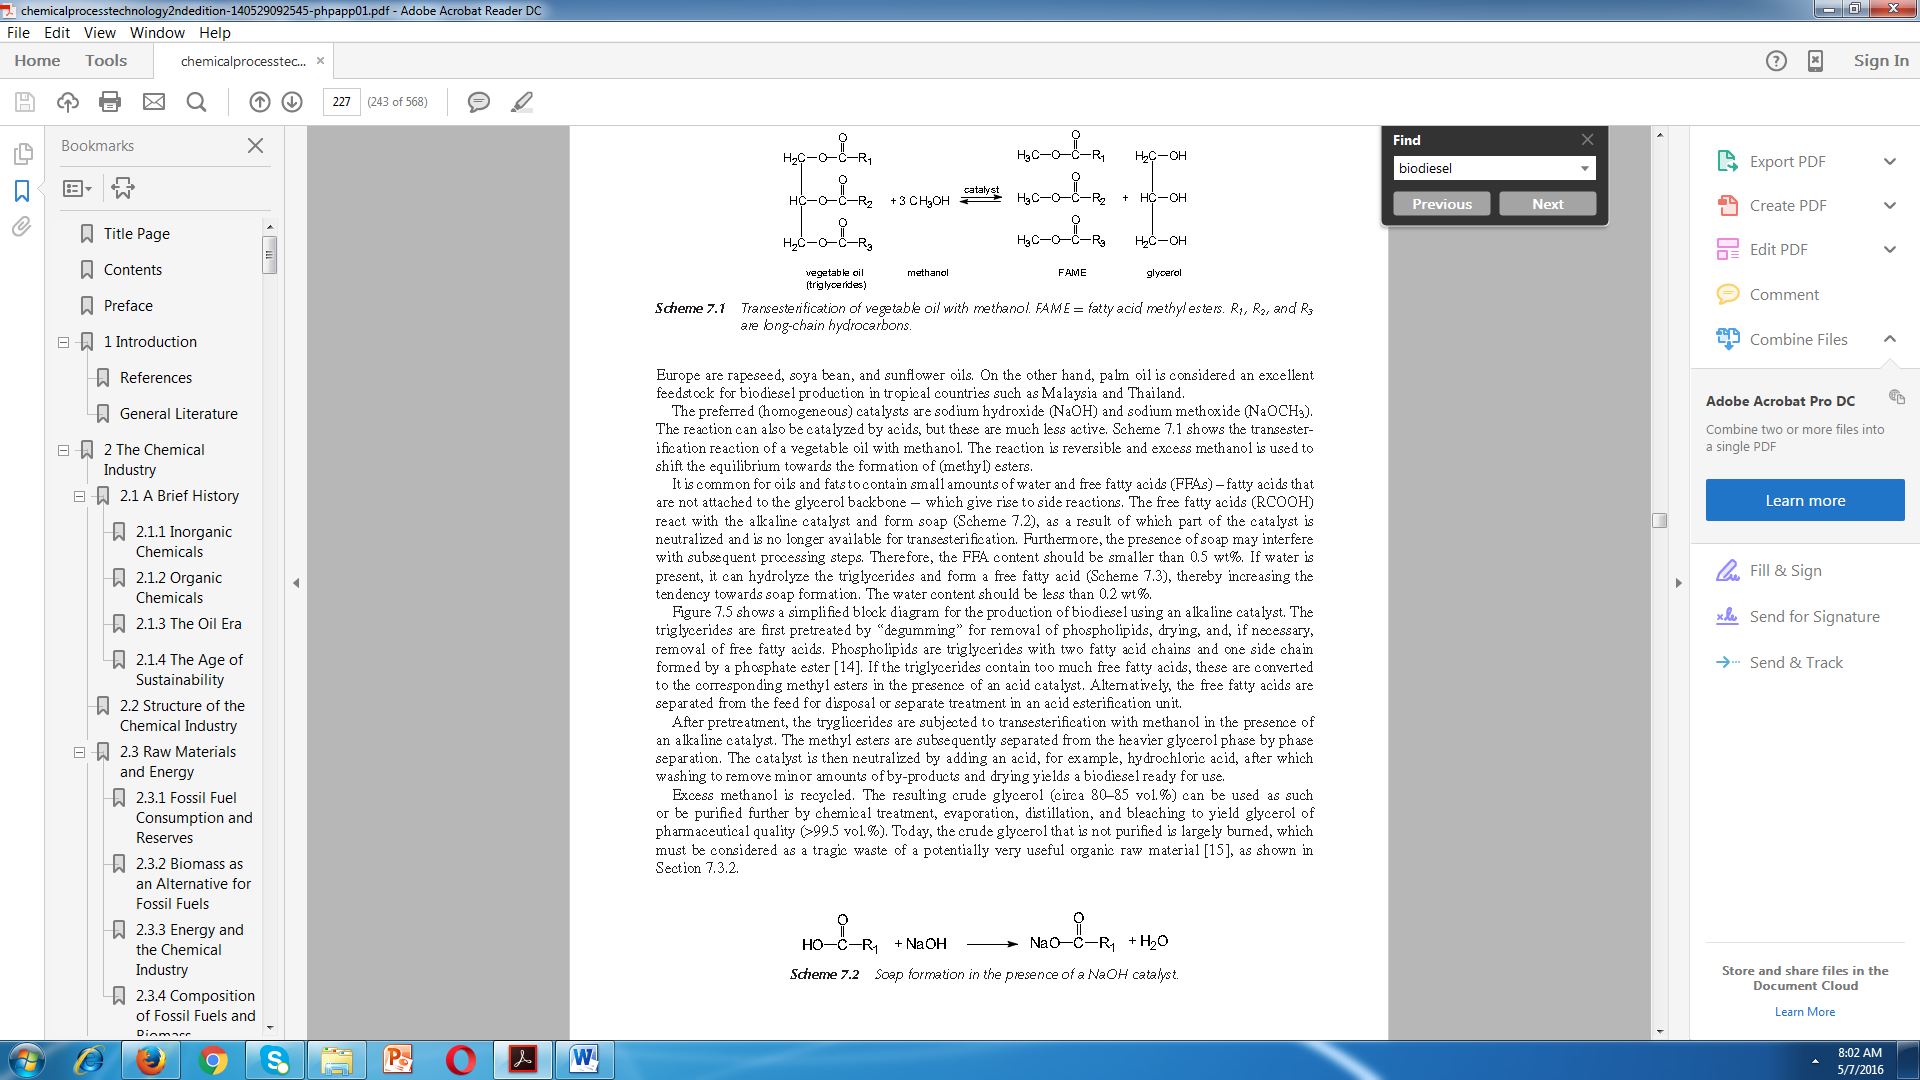 chemicalprocesstechnology2ndedition-140529092545-phpapp01.pdf - Adobe Acrobat Reader DC
File Edit View Window Help
Home Tools chemicalprocesstec... × Sign In
227 (243 of 568)
Bookmarks
Title Page
Contents
Preface
1 Introduction
References
General Literature
2 The Chemical
Industry
2.1 A Brief History
2.1.1 Inorganic
Chemicals
2.1.2 Organic
Chemicals
2.1.3 The Oil Era
2.1.4 The Age of
Sustainability
2.2 Structure of the
Chemical Industry
2.3 Raw Materials
and Energy
2.3.1 Fossil Fuel
Consumption and
Reserves
2.3.2 Biomass as
an Alternative for
Fossil Fuels
2.3.3 Energy and
the Chemical
Industry
2.3.4 Composition
of Fossil Fuels and
Biomass
O O
H₂C—O—C—R₁ H₃C—O—C—R₁ H₂C—OH
O O
HC—O—C—R₂ + 3 CH₃OH catalyst H₃C—O—C—R₂ + HC—OH
O O
H₂C—O—C—R₃ H₃C—O—C—R₃ H₂C—OH
vegetable oil methanol FAME glycerol
(triglycerides)
Scheme 7.1 Transesterification of vegetable oil with methanol. FAME = fatty acid methyl esters. R₁, R₂, and R₃
are long-chain hydrocarbons.
Europe are rapeseed, soya bean, and sunflower oils. On the other hand, palm oil is considered an excellent
feedstock for biodiesel production in tropical countries such as Malaysia and Thailand.
The preferred (homogeneous) catalysts are sodium hydroxide (NaOH) and sodium methoxide (NaOCH₃).
The reaction can also be catalyzed by acids, but these are much less active. Scheme 7.1 shows the transester-
ification reaction of a vegetable oil with methanol. The reaction is reversible and excess methanol is used to
shift the equilibrium towards the formation of (methyl) esters.
It is common for oils and fats to contain small amounts of water and free fatty acids (FFAs) – fatty acids that
are not attached to the glycerol backbone – which give rise to side reactions. The free fatty acids (RCOOH)
react with the alkaline catalyst and form soap (Scheme 7.2), as a result of which part of the catalyst is
neutralized and is no longer available for transesterification. Furthermore, the presence of soap may interfere
with subsequent processing steps. Therefore, the FFA content should be smaller than 0.5 wt%. If water is
present, it can hydrolyze the triglycerides and form a free fatty acid (Scheme 7.3), thereby increasing the
tendency towards soap formation. The water content should be less than 0.2 wt%.
Figure 7.5 shows a simplified block diagram for the production of biodiesel using an alkaline catalyst. The
triglycerides are first pretreated by “degumming” for removal of phospholipids, drying, and, if necessary,
removal of free fatty acids. Phospholipids are triglycerides with two fatty acid chains and one side chain
formed by a phosphate ester [14]. If the triglycerides contain too much free fatty acids, these are converted
to the corresponding methyl esters in the presence of an acid catalyst. Alternatively, the free fatty acids are
separated from the feed for disposal or separate treatment in an acid esterification unit.
After pretreatment, the tryglicerides are subjected to transesterification with methanol in the presence of
an alkaline catalyst. The methyl esters are subsequently separated from the heavier glycerol phase by phase
separation. The catalyst is then neutralized by adding an acid, for example, hydrochloric acid, after which
washing to remove minor amounts of by-products and drying yields a biodiesel ready for use.
Excess methanol is recycled. The resulting crude glycerol (circa 80–85 vol.%) can be used as such
or be purified further by chemical treatment, evaporation, distillation, and bleaching to yield glycerol of
pharmaceutical quality (>99.5 vol.%). Today, the crude glycerol that is not purified is largely burned, which
must be considered as a tragic waste of a potentially very useful organic raw material [15], as shown in
Section 7.3.2.
O O
HO—C—R₁ + NaOH NaO—C—R₁ + H₂O
Scheme 7.2 Soap formation in the presence of a NaOH catalyst.
Find
biodiesel
Previous Next
Export PDF
Create PDF
Edit PDF
Comment
Combine Files
Adobe Acrobat Pro DC
Combine two or more files into
a single PDF
Learn more
Fill & Sign
Send for Signature
Send & Track
Store and share files in the
Document Cloud
Learn More
8:02 AM
5/7/2016